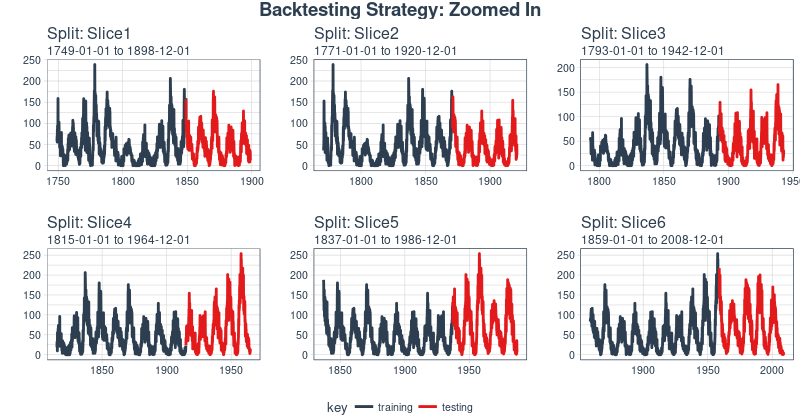 Backtesting Strategy: Zoomed In
Split: Slice1
1749-01-01 to 1898-12-01
250
200
150
100
50
0
1750 1800 1850 1900
Split: Slice2
1771-01-01 to 1920-12-01
250
200
150
100
50
0
1800 1850 1900
Split: Slice3
1793-01-01 to 1942-12-01
200
150
100
50
0
1800 1850 1900 195
Split: Slice4
1815-01-01 to 1964-12-01
250
200
150
100
50
0
1850 1900 1950
Split: Slice5
1837-01-01 to 1986-12-01
250
200
150
100
50
0
1850 1900 1950
Split: Slice6
1859-01-01 to 2008-12-01
250
200
150
100
50
0
1900 1950 2000
key training testing